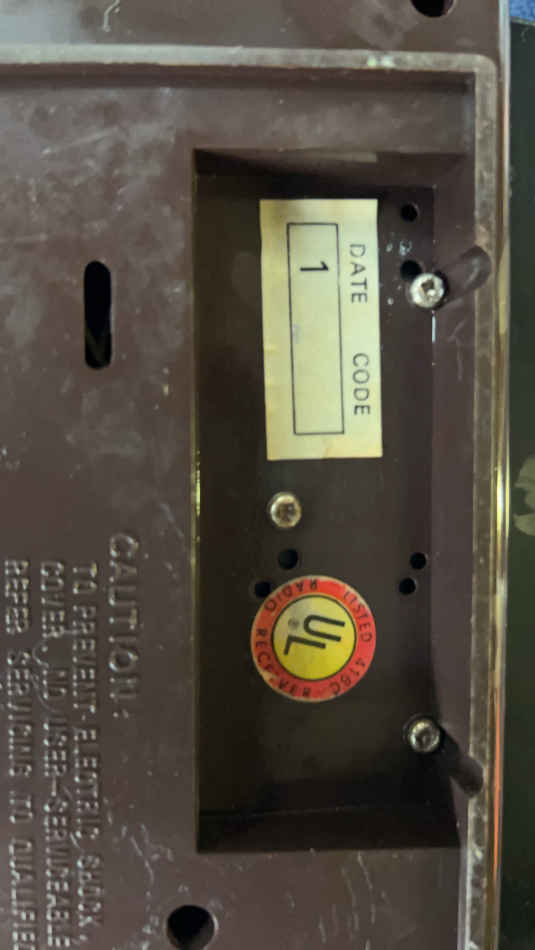 DATE CODE
1
LISTED 418C
UL
®
RADIO RECEIVER
CAUTION:
TO PREVENT ELECTRIC SHOCK,
COVER. NO USER-SERVICEABLE
REFER SERVICING TO QUALIFIED